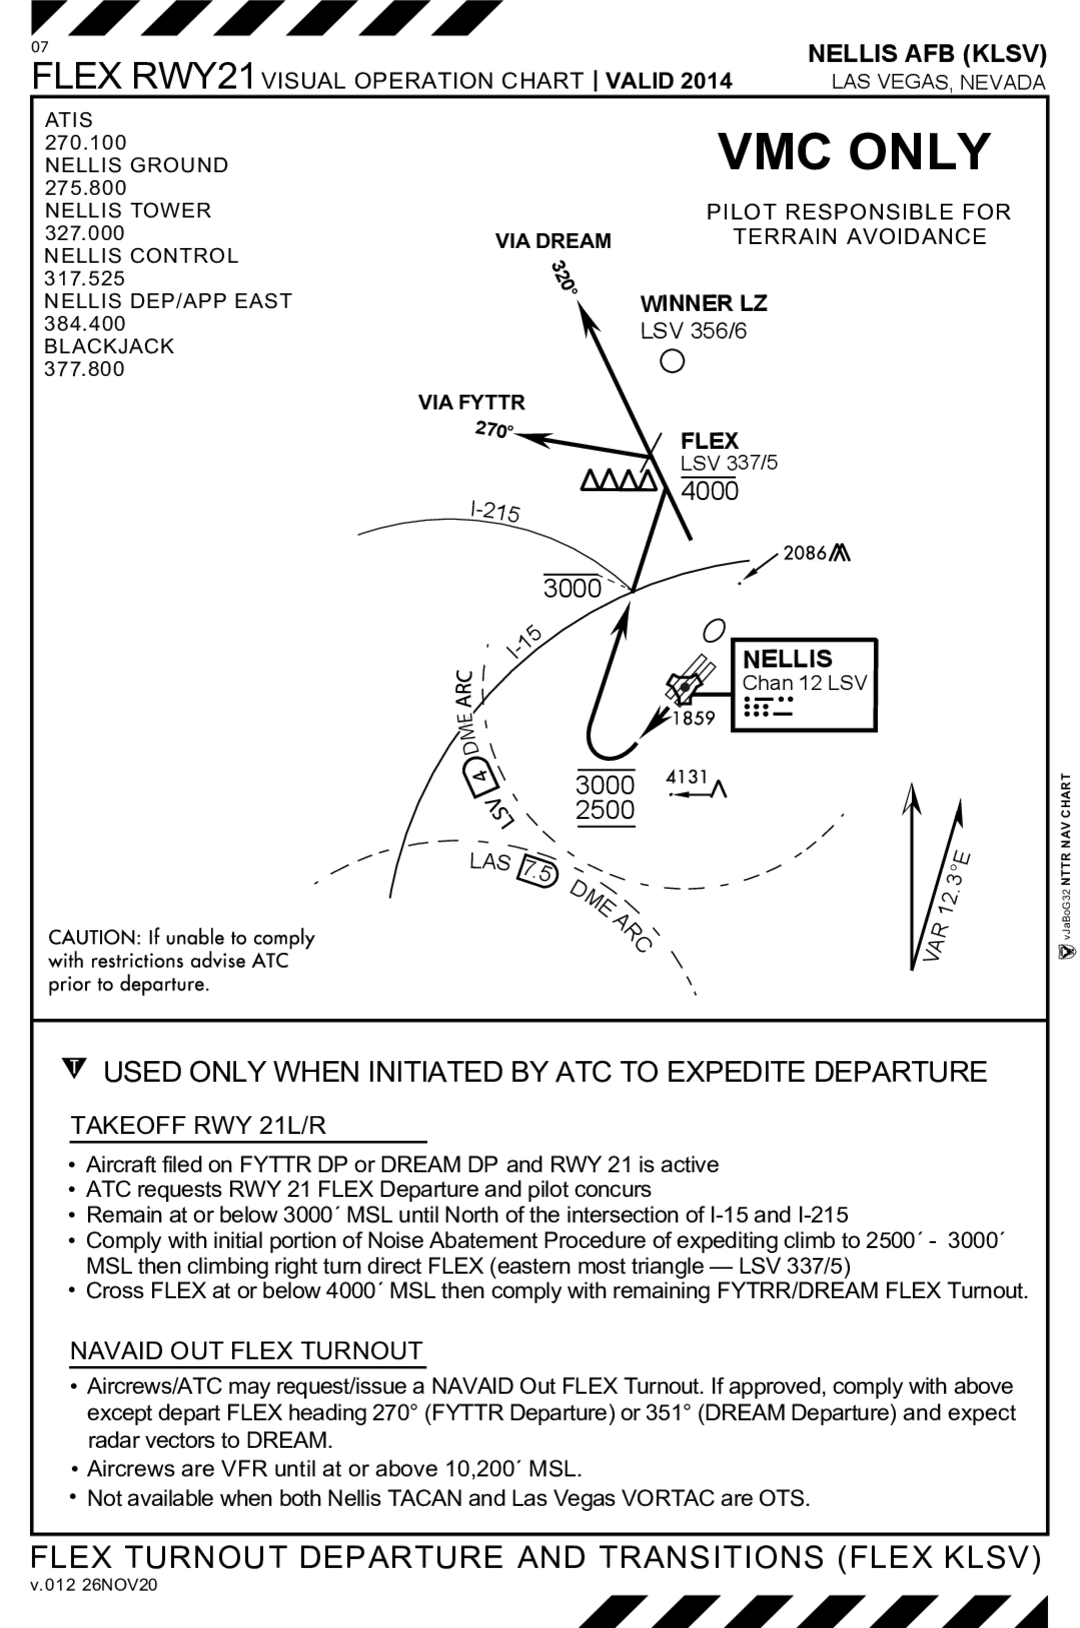 07
FLEX RWY21 VISUAL OPERATION CHART | VALID 2014
NELLIS AFB (KLSV)
LAS VEGAS, NEVADA
ATIS
270.100
NELLIS GROUND
275.800
NELLIS TOWER
327.000
NELLIS CONTROL
317.525
NELLIS DEP/APP EAST
384.400
BLACKJACK
377.800
VMC ONLY
PILOT RESPONSIBLE FOR
TERRAIN AVOIDANCE
VIA DREAM
320°
WINNER LZ
LSV 356/6
VIA FYTTR
270°
FLEX
LSV 337/5
4000
I-215
2086
3000
I-15
NELLIS
Chan 12 LSV
1859
LSV 4 DME ARC
3000
2500
4131
LAS 7.5 DME ARC
VAR 12.3°E
vJaBoG32 NTTR NAV CHART
CAUTION: If unable to comply
with restrictions advise ATC
prior to departure.
T USED ONLY WHEN INITIATED BY ATC TO EXPEDITE DEPARTURE
TAKEOFF RWY 21L/R
• Aircraft filed on FYTTR DP or DREAM DP and RWY 21 is active
• ATC requests RWY 21 FLEX Departure and pilot concurs
• Remain at or below 3000´ MSL until North of the intersection of I-15 and I-215
• Comply with initial portion of Noise Abatement Procedure of expediting climb to 2500´ - 3000´
MSL then climbing right turn direct FLEX (eastern most triangle — LSV 337/5)
• Cross FLEX at or below 4000´ MSL then comply with remaining FYTRR/DREAM FLEX Turnout.
NAVAID OUT FLEX TURNOUT
• Aircrews/ATC may request/issue a NAVAID Out FLEX Turnout. If approved, comply with above
except depart FLEX heading 270° (FYTTR Departure) or 351° (DREAM Departure) and expect
radar vectors to DREAM.
• Aircrews are VFR until at or above 10,200´ MSL.
• Not available when both Nellis TACAN and Las Vegas VORTAC are OTS.
FLEX TURNOUT DEPARTURE AND TRANSITIONS (FLEX KLSV)
v.012 26NOV20